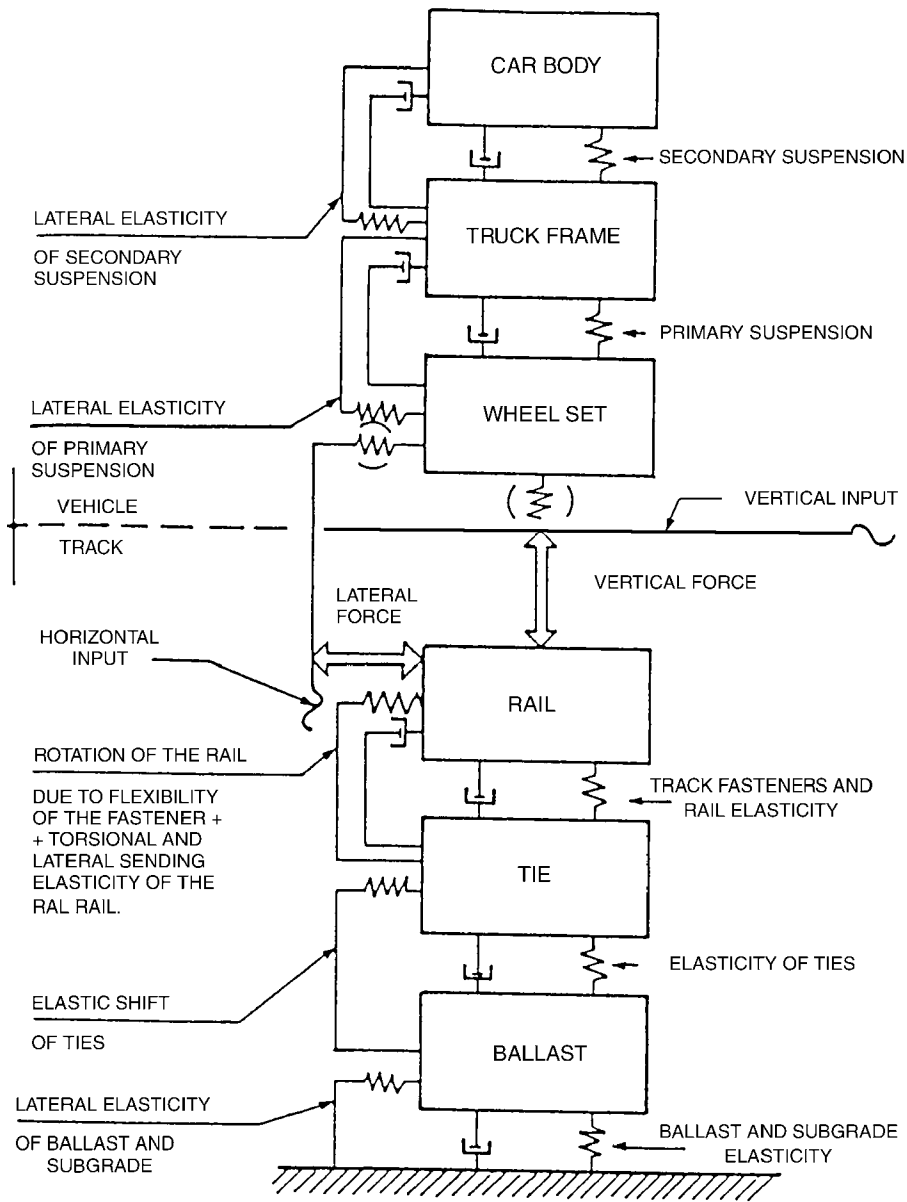 CAR BODY
SECONDARY SUSPENSION
LATERAL ELASTICITY
OF SECONDARY
SUSPENSION
TRUCK FRAME
PRIMARY SUSPENSION
LATERAL ELASTICITY
OF PRIMARY
SUSPENSION
WHEEL SET
VEHICLE
TRACK
VERTICAL INPUT
VERTICAL FORCE
LATERAL
FORCE
HORIZONTAL
INPUT
RAIL
ROTATION OF THE RAIL
DUE TO FLEXIBILITY
OF THE FASTENER +
+ TORSIONAL AND
LATERAL SENDING
ELASTICITY OF THE
RAL RAIL.
TRACK FASTENERS AND
RAIL ELASTICITY
TIE
ELASTICITY OF TIES
ELASTIC SHIFT
OF TIES
BALLAST
LATERAL ELASTICITY
OF BALLAST AND
SUBGRADE
BALLAST AND SUBGRADE
ELASTICITY